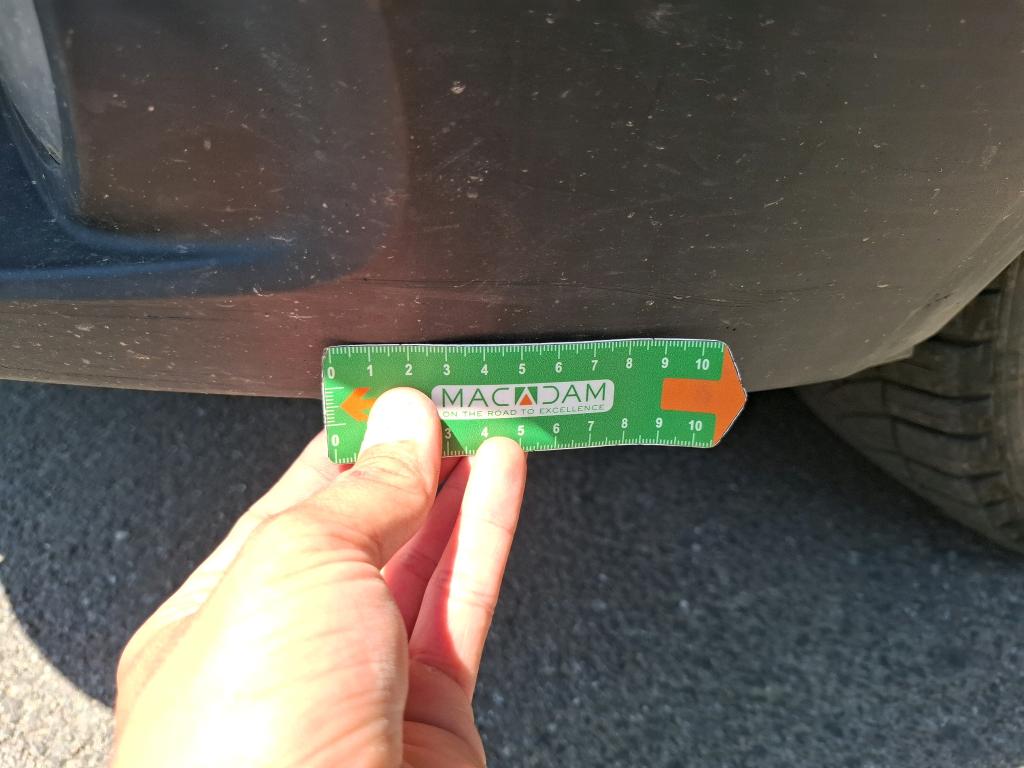 0 1 2 3 4 5 6 7 8 9 10
MACADAM
ON THE ROAD TO EXCELLENCE
0 3 4 5 6 7 8 9 10